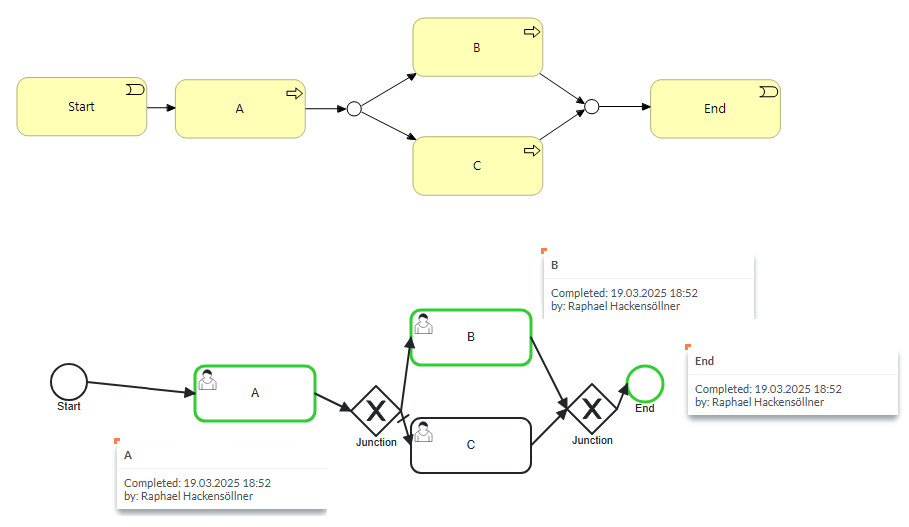 B
Start
A
End
C
B
Completed: 19.03.2025 18:52
by: Raphael Hackensöllner
B
End
Completed: 19.03.2025 18:52
by: Raphael Hackensöllner
A
Start
End
X
X
Junction
C
Junction
A
Completed: 19.03.2025 18:52
by: Raphael Hackensöllner